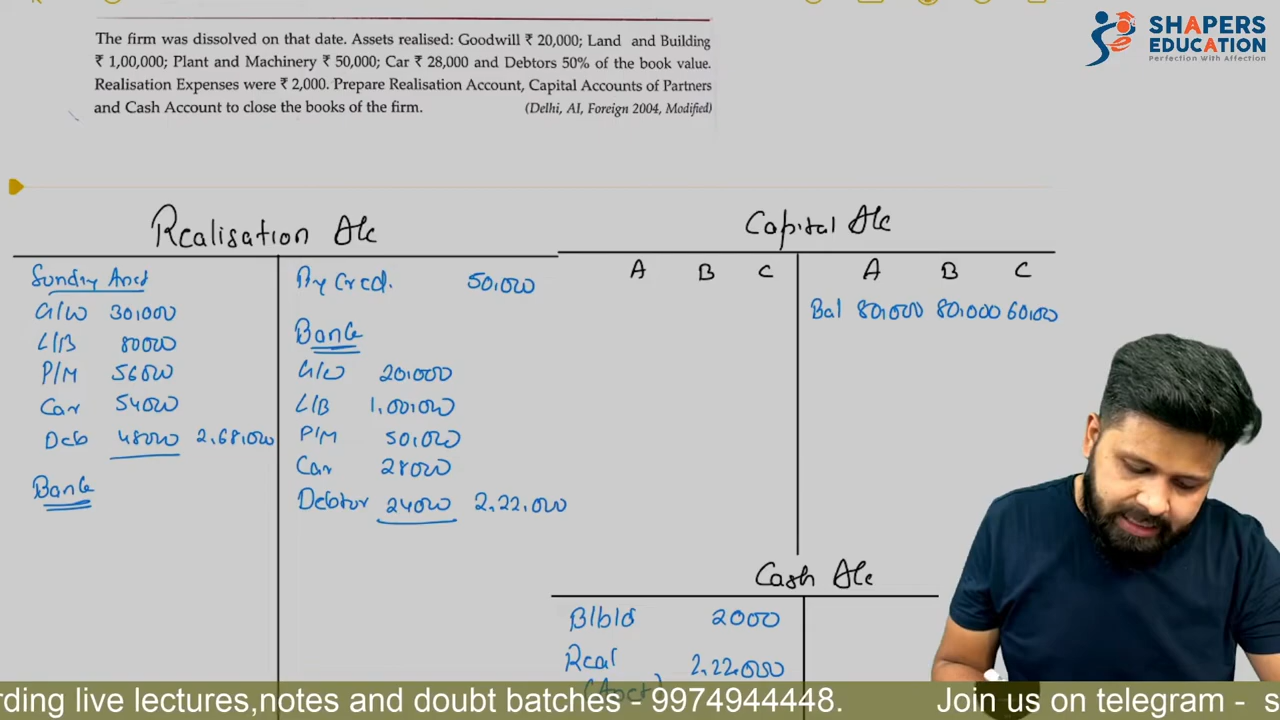 The firm was dissolved on that date. Assets realised: Goodwill ₹ 20,000; Land and Building
₹ 1,00,000; Plant and Machinery ₹ 50,000; Car ₹ 28,000 and Debtors 50% of the book value.
Realisation Expenses were ₹ 2,000. Prepare Realisation Account, Capital Accounts of Partners
and Cash Account to close the books of the firm. (Delhi, AI, Foreign 2004, Modified)
SHAPERS
EDUCATION
Perfection With Affection
Realisation A/c
Sundry Asset
G/W 30,000
L/B 80000
P/M 56000
Car 54000
Deb 48000 2,68,000
Bank
By Cred. 50,000
Bank
G/W 20,000
L/B 1,00,000
P/M 50,000
Car 28000
Debtor 24000 2,22,000
Capital A/c
A B C A B C
Bal 80,000 80,000 60,000
Cash A/c
B/b/d 2000
Real 2,22,000
(Asset)
rding live lectures,notes and doubt batches - 9974944448. Join us on telegram - s